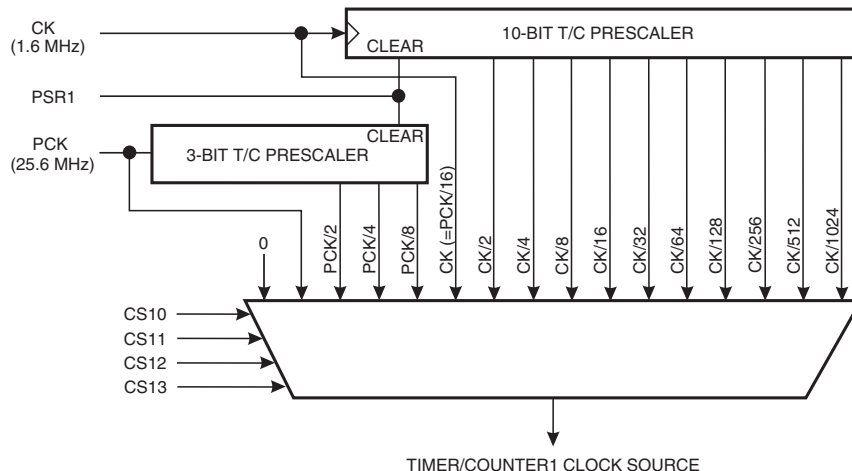 CK
(1.6 MHz)
CLEAR
10-BIT T/C PRESCALER
PSR1
PCK
(25.6 MHz)
CLEAR
3-BIT T/C PRESCALER
0
PCK/2
PCK/4
PCK/8
CK (=PCK/16)
CK/2
CK/4
CK/8
CK/16
CK/32
CK/64
CK/128
CK/256
CK/512
CK/1024
CS10
CS11
CS12
CS13
TIMER/COUNTER1 CLOCK SOURCE